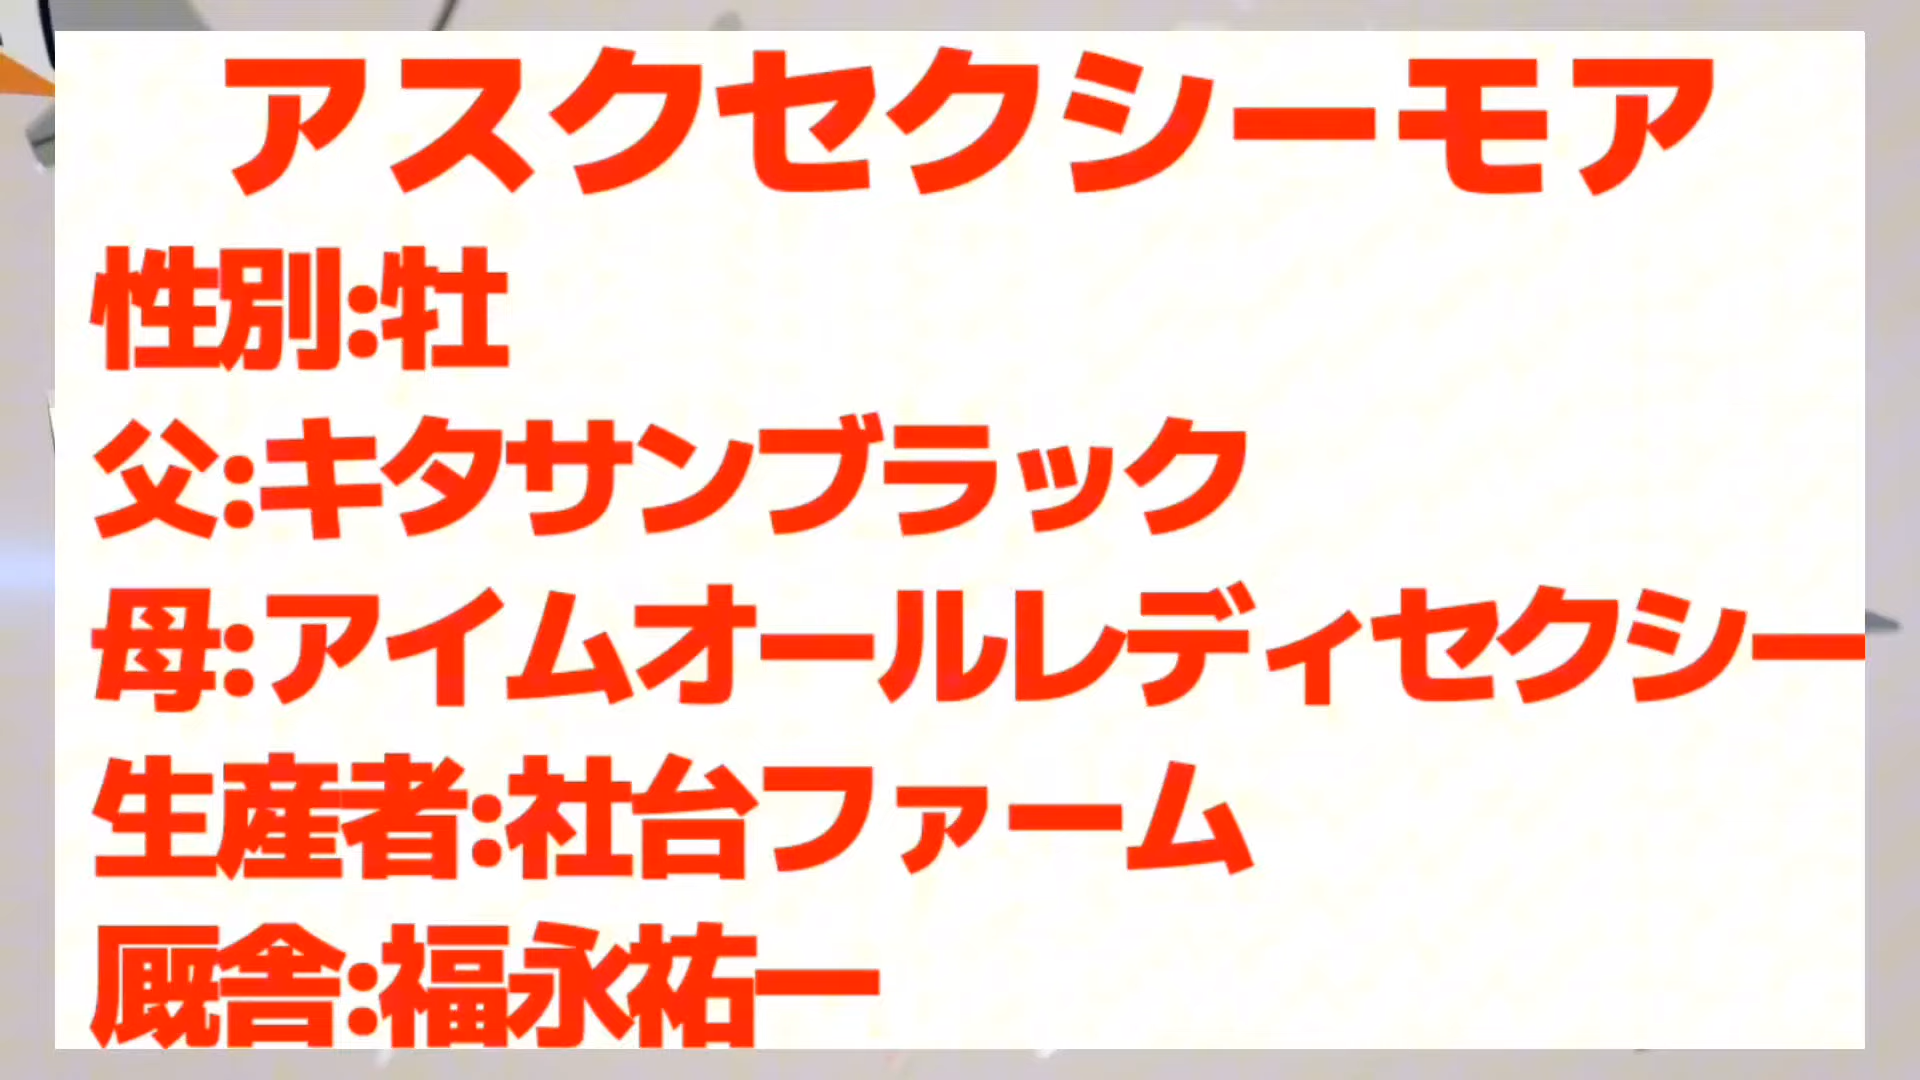 アスクセクシーモア
性別:牡
父:キタサンブラック
母:アイムオールレディセクシー
生産者:社台ファーム
厩舎:福永祐一